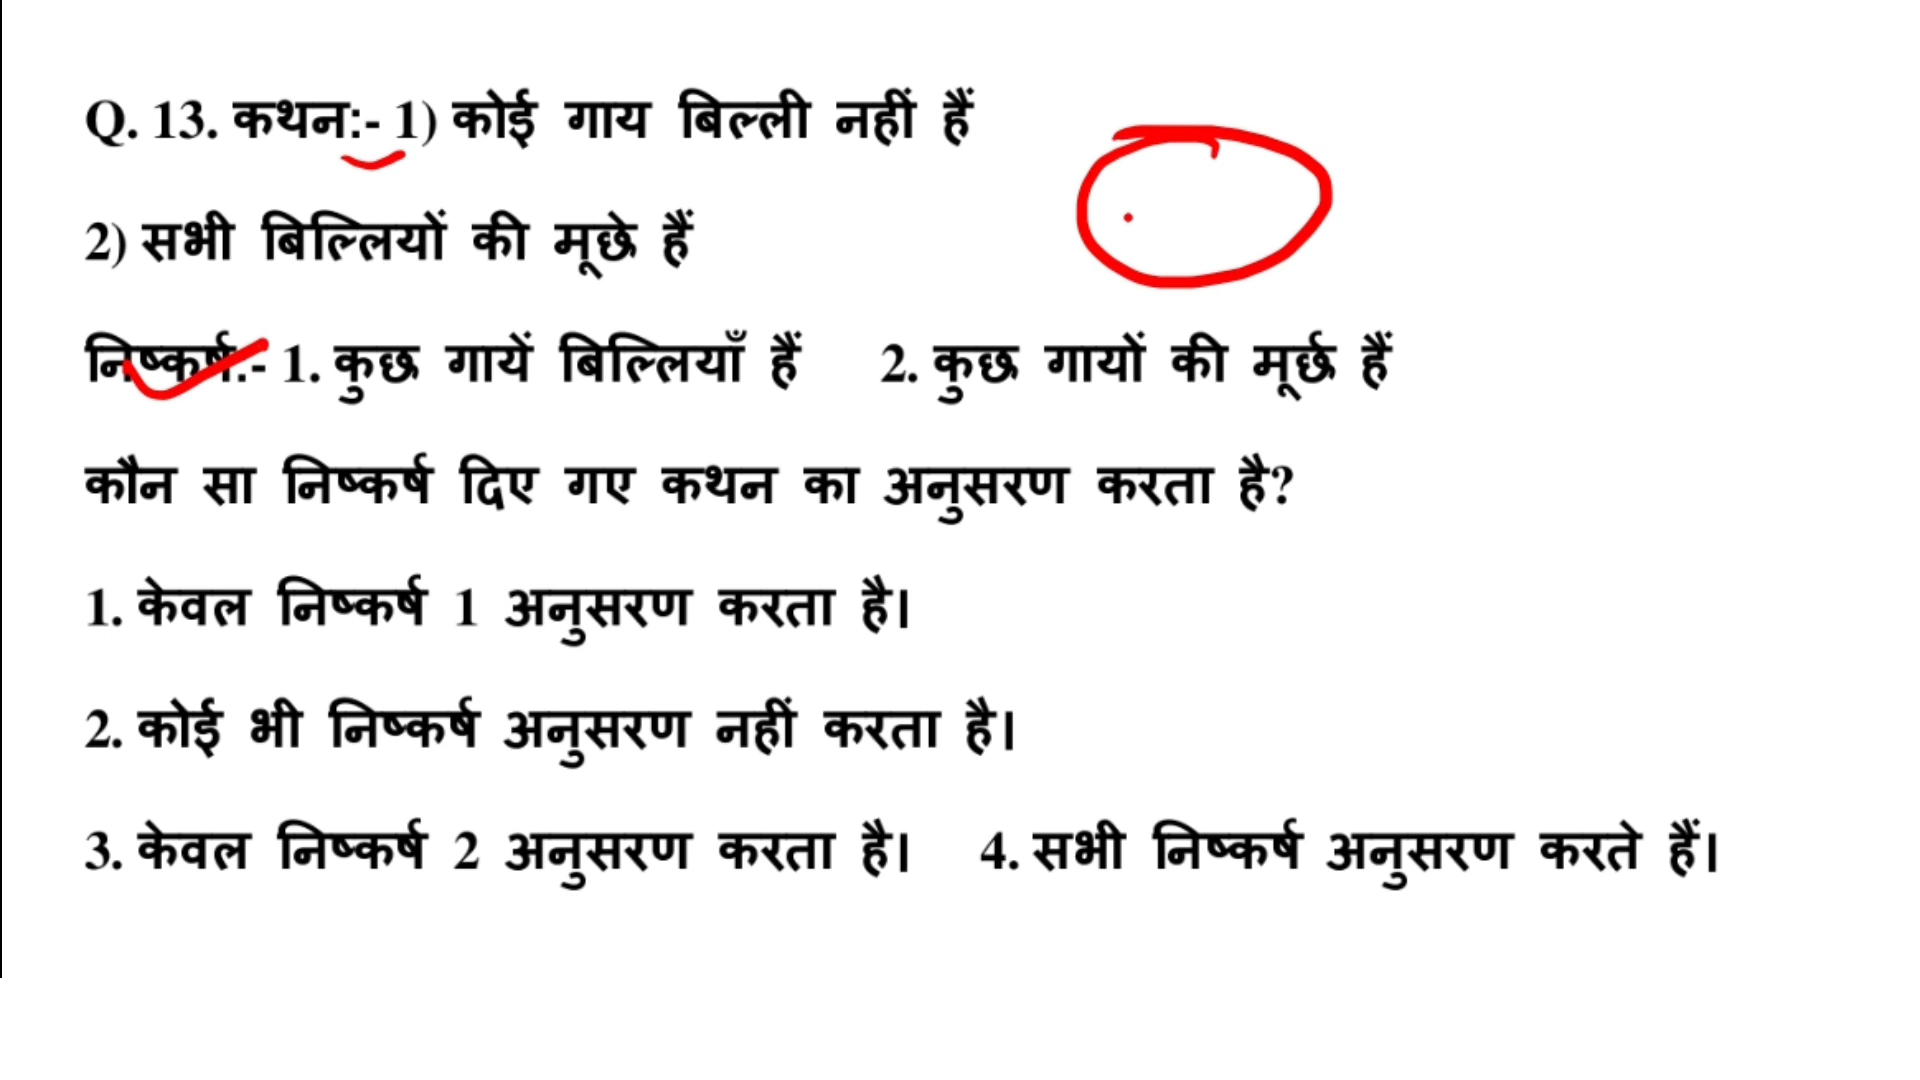 Q. 13. कथन:- 1) कोई गाय बिल्ली नहीं हैं
2) सभी बिल्लियों की मूछे हैं
निष्कर्ष:- 1. कुछ गायें बिल्लियाँ हैं 2. कुछ गायों की मूर्छ हैं
कौन सा निष्कर्ष दिए गए कथन का अनुसरण करता है?
1. केवल निष्कर्ष 1 अनुसरण करता है।
2. कोई भी निष्कर्ष अनुसरण नहीं करता है।
3. केवल निष्कर्ष 2 अनुसरण करता है। 4. सभी निष्कर्ष अनुसरण करते हैं।